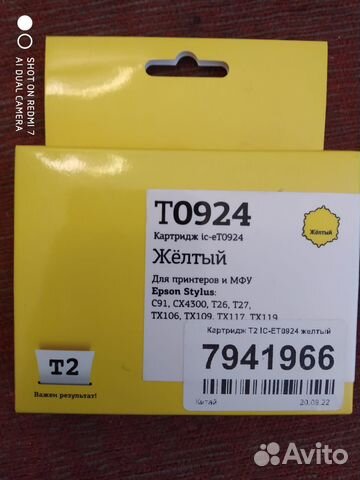 SHOT ON REDMI 7
AI DUAL CAMERA
T0924
Картридж ic-eT0924
Жёлтый
Жёлтый
Для принтеров и МФУ
Epson Stylus:
C91, CX4300, T26, T27,
TX106, TX109, TX117, TX119
Картридж T2 IC-ET0924 желтый
7941966
Китай
20.09.22
T2
Важен результат!
Avito